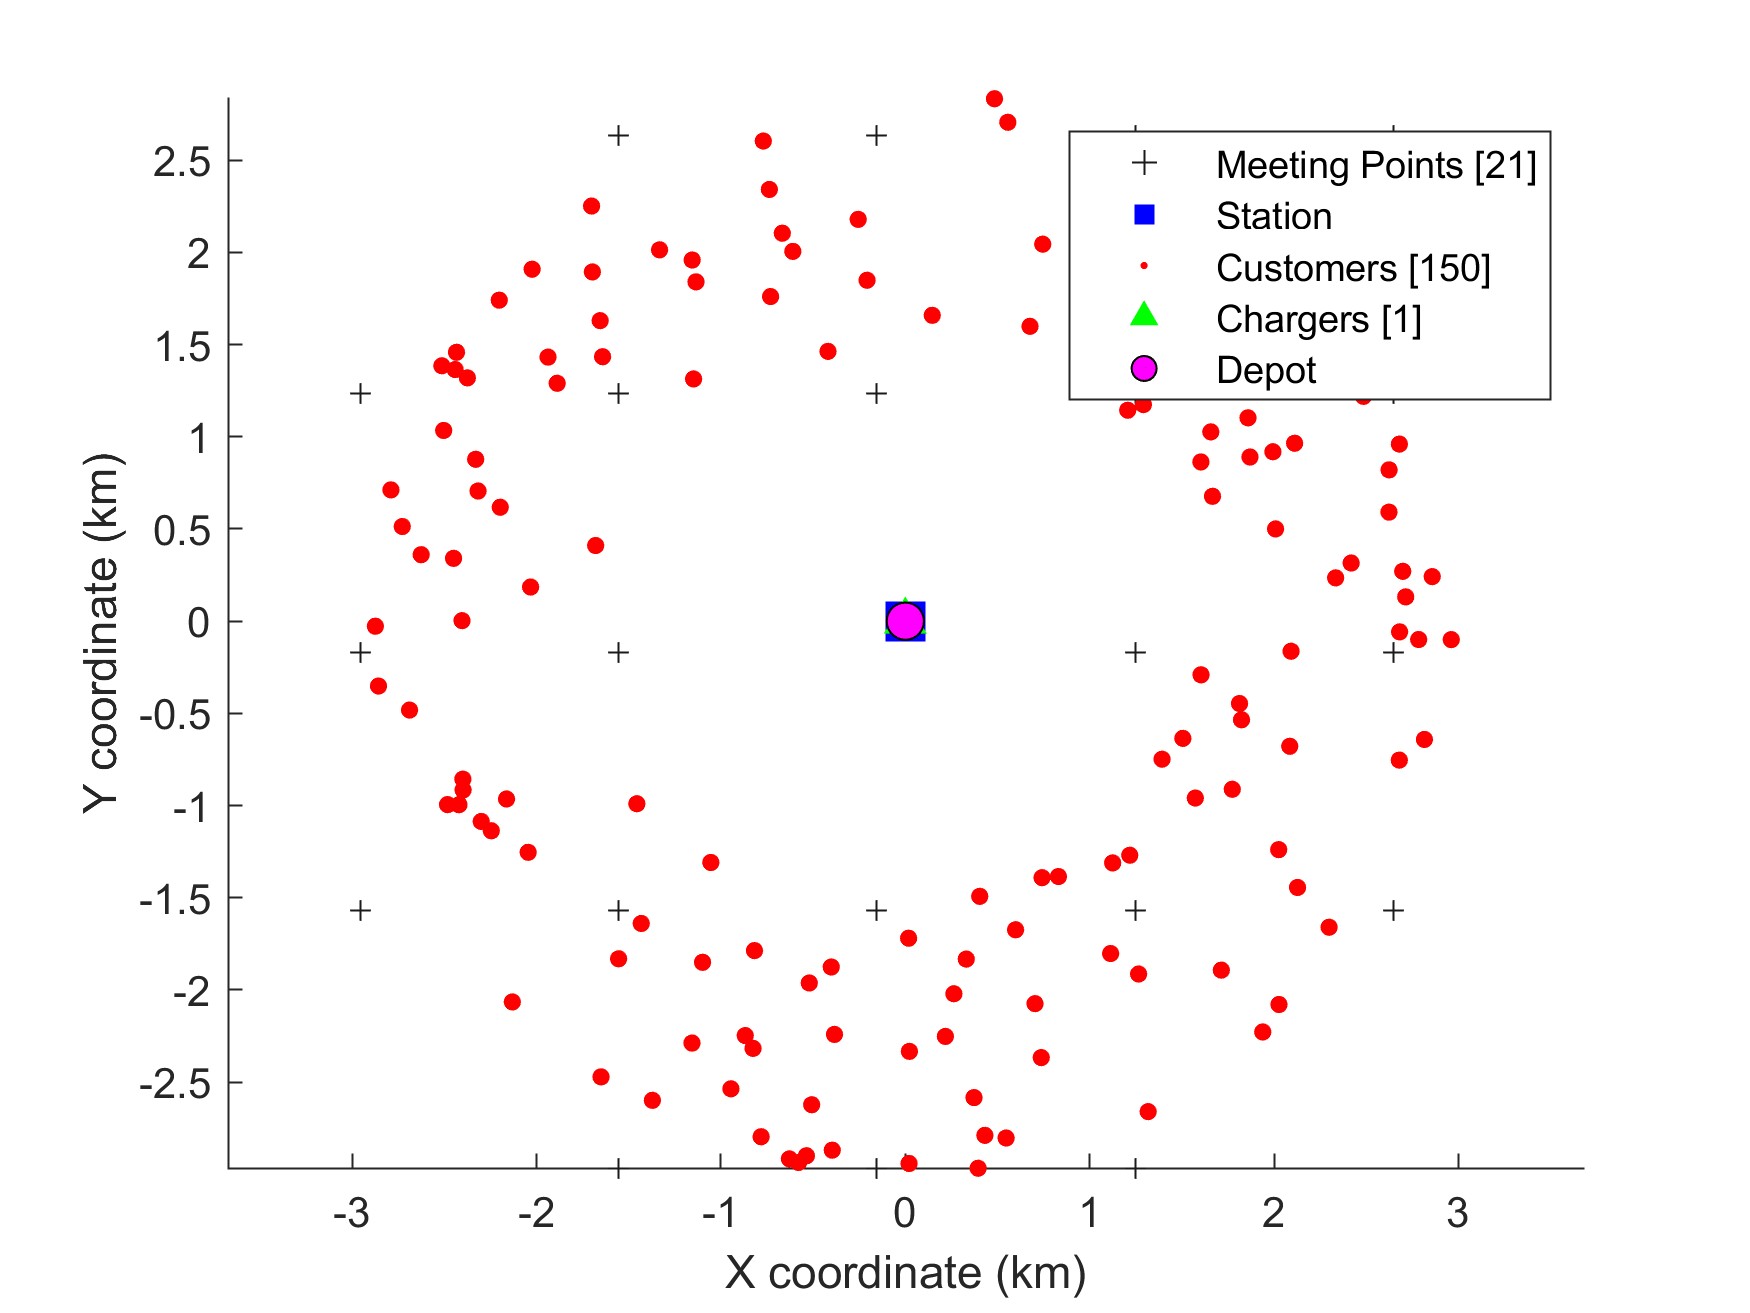 2.5
2
1.5
1
0.5
0
-0.5
-1
-1.5
-2
-2.5
Y coordinate (km)
Meeting Points [21]
Station
Customers [150]
Chargers [1]
Depot
-3 -2 -1 0 1 2 3
X coordinate (km)